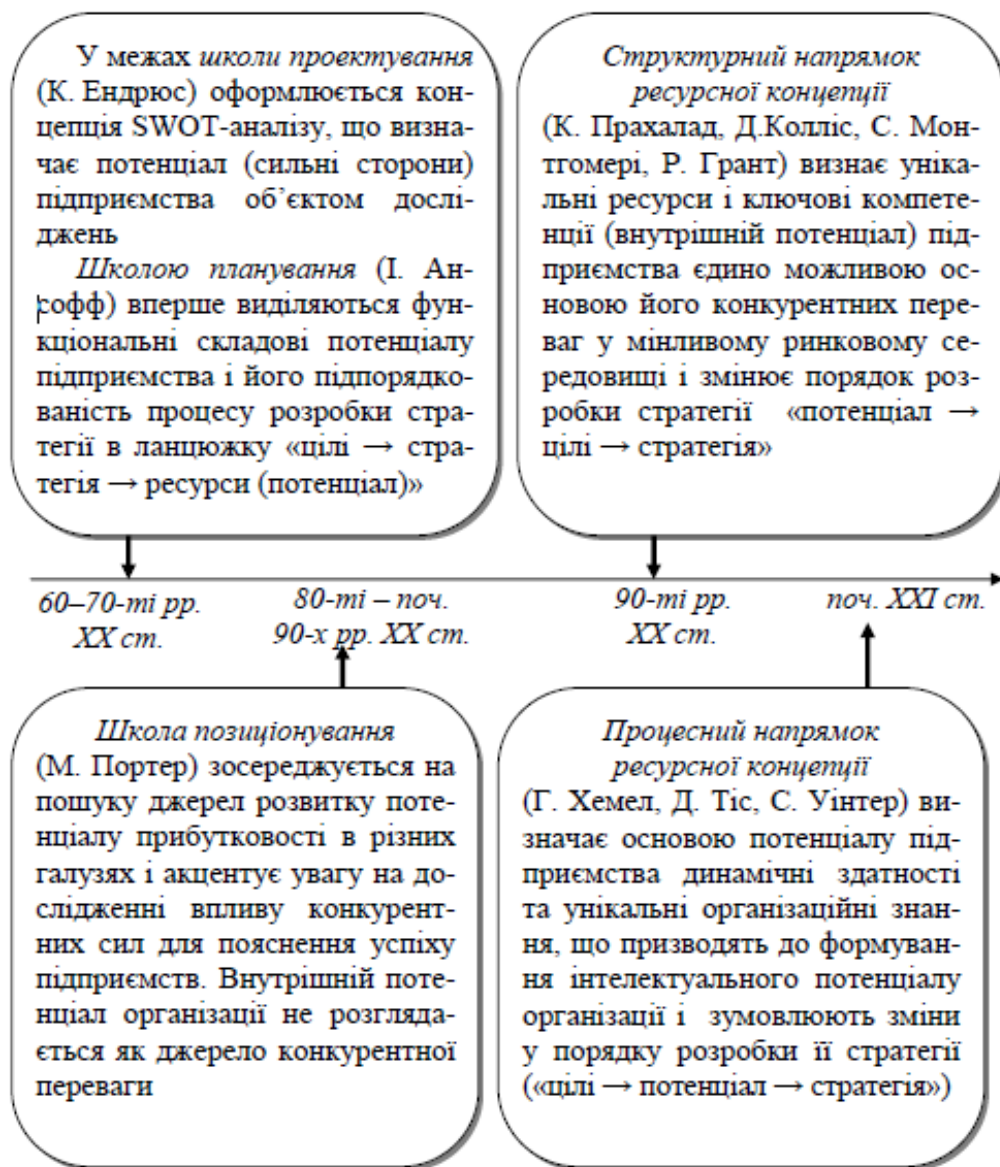 У межах школи проектування
(К. Ендрюс) оформлюється кон-
цепція SWOT-аналізу, що визна-
чає потенціал (сильні сторони)
підприємства об’єктом дослі-
джень
Школою планування (І. Ан-
софф) вперше виділяються фун-
кціональні складові потенціалу
підприємства і його підпорядко-
ваність процесу розробки стра-
тегії в ланцюжку «цілі → стра-
тегія → ресурси (потенціал)»
Структурний напрямок
ресурсної концепції
(К. Прахалад, Д.Колліс, С. Мон-
тгомері, Р. Грант) визнає уніка-
льні ресурси і ключові компетен-
ції (внутрішній потенціал) під-
приємства єдино можливою ос-
новою його конкурентних пере-
ваг у мінливому ринковому се-
редовищі і змінює порядок роз-
робки стратегії «потенціал →
цілі → стратегія»
60–70-ті рр.
XX ст.
80-ті – поч.
90-х рр. XX ст.
90-ті рр.
XX ст.
поч. XXI ст.
Школа позиціонування
(М. Портер) зосереджується на
пошуку джерел розвитку поте-
нціалу прибутковості в різних
галузях і акцентує увагу на до-
слідженні впливу конкурент-
них сил для пояснення успіху
підприємств. Внутрішній поте-
нціал організації не розгляда-
ється як джерело конкурентної
переваги
Процесний напрямок
ресурсної концепції
(Г. Хемел, Д. Тіс, С. Уінтер) ви-
значає основою потенціалу під-
приємства динамічні здатності
та унікальні організаційні знан-
ня, що призводять до формуван-
ня інтелектуального потенціалу
організації і зумовлюють зміни
у порядку розробки її стратегії
(«цілі → потенціал → стратегія»)